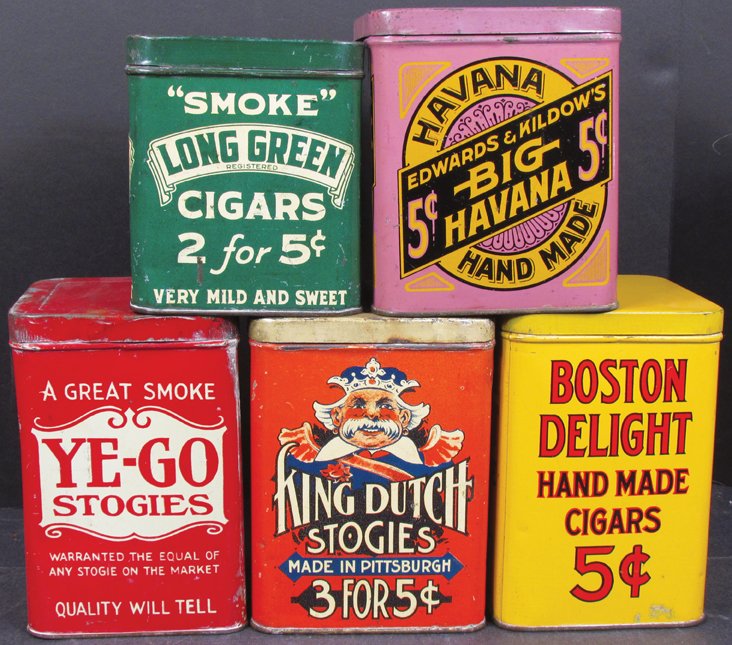 "SMOKE"
LONG GREEN
REGISTERED
CIGARS
2 for 5¢
VERY MILD AND SWEET
HAVANA
EDWARDS & KILDOW'S
5¢ BIG 5¢
HAVANA
HAND MADE
A GREAT SMOKE
YE-GO
STOGIES
WARRANTED THE EQUAL OF
ANY STOGIE ON THE MARKET
QUALITY WILL TELL
KING DUTCH
STOGIES
MADE IN PITTSBURGH
3 FOR 5¢
BOSTON
DELIGHT
HAND MADE
CIGARS
5¢